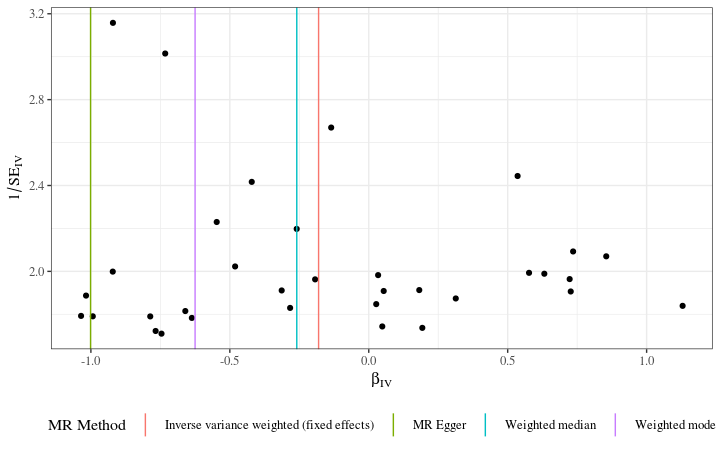 3.2
2.8
2.4
2.0
1/SE_IV
-1.0 -0.5 0.0 0.5 1.0
β_IV
MR Method Inverse variance weighted (fixed effects) MR Egger Weighted median Weighted mode